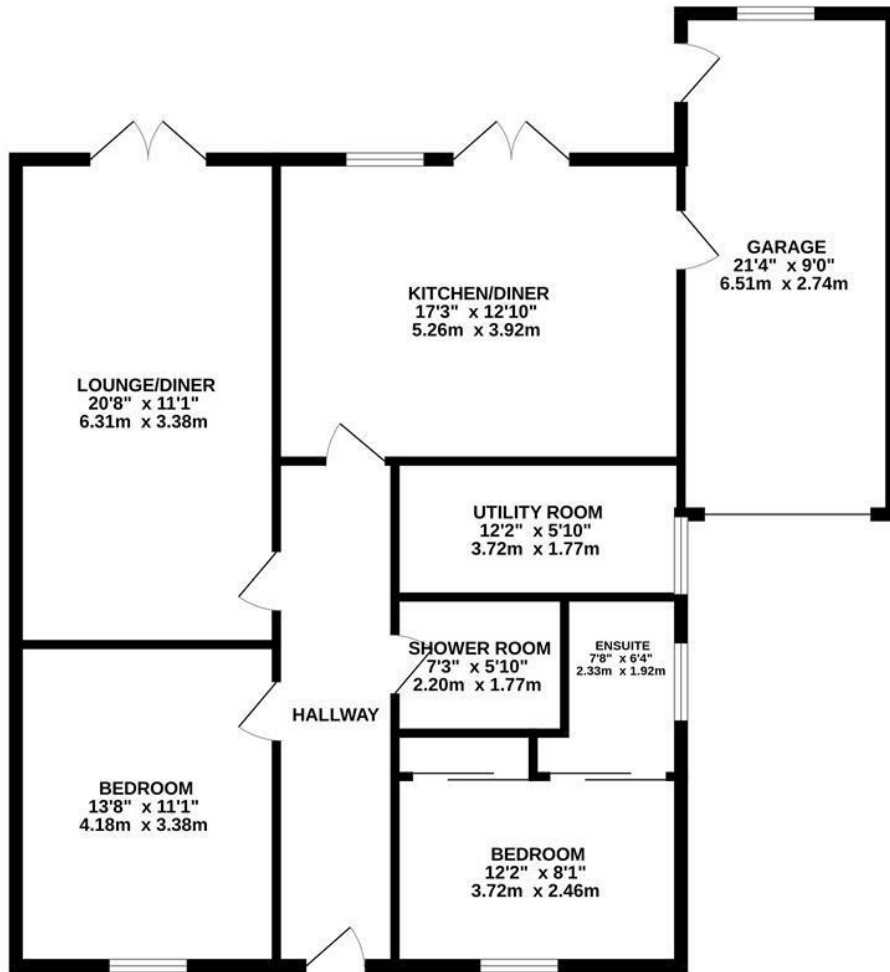 GARAGE
21'4" x 9'0"
6.51m x 2.74m
KITCHEN/DINER
17'3" x 12'10"
5.26m x 3.92m
LOUNGE/DINER
20'8" x 11'1"
6.31m x 3.38m
UTILITY ROOM
12'2" x 5'10"
3.72m x 1.77m
SHOWER ROOM
7'3" x 5'10"
2.20m x 1.77m
ENSUITE
7'8" x 6'4"
2.33m x 1.92m
HALLWAY
BEDROOM
13'8" x 11'1"
4.18m x 3.38m
BEDROOM
12'2" x 8'1"
3.72m x 2.46m